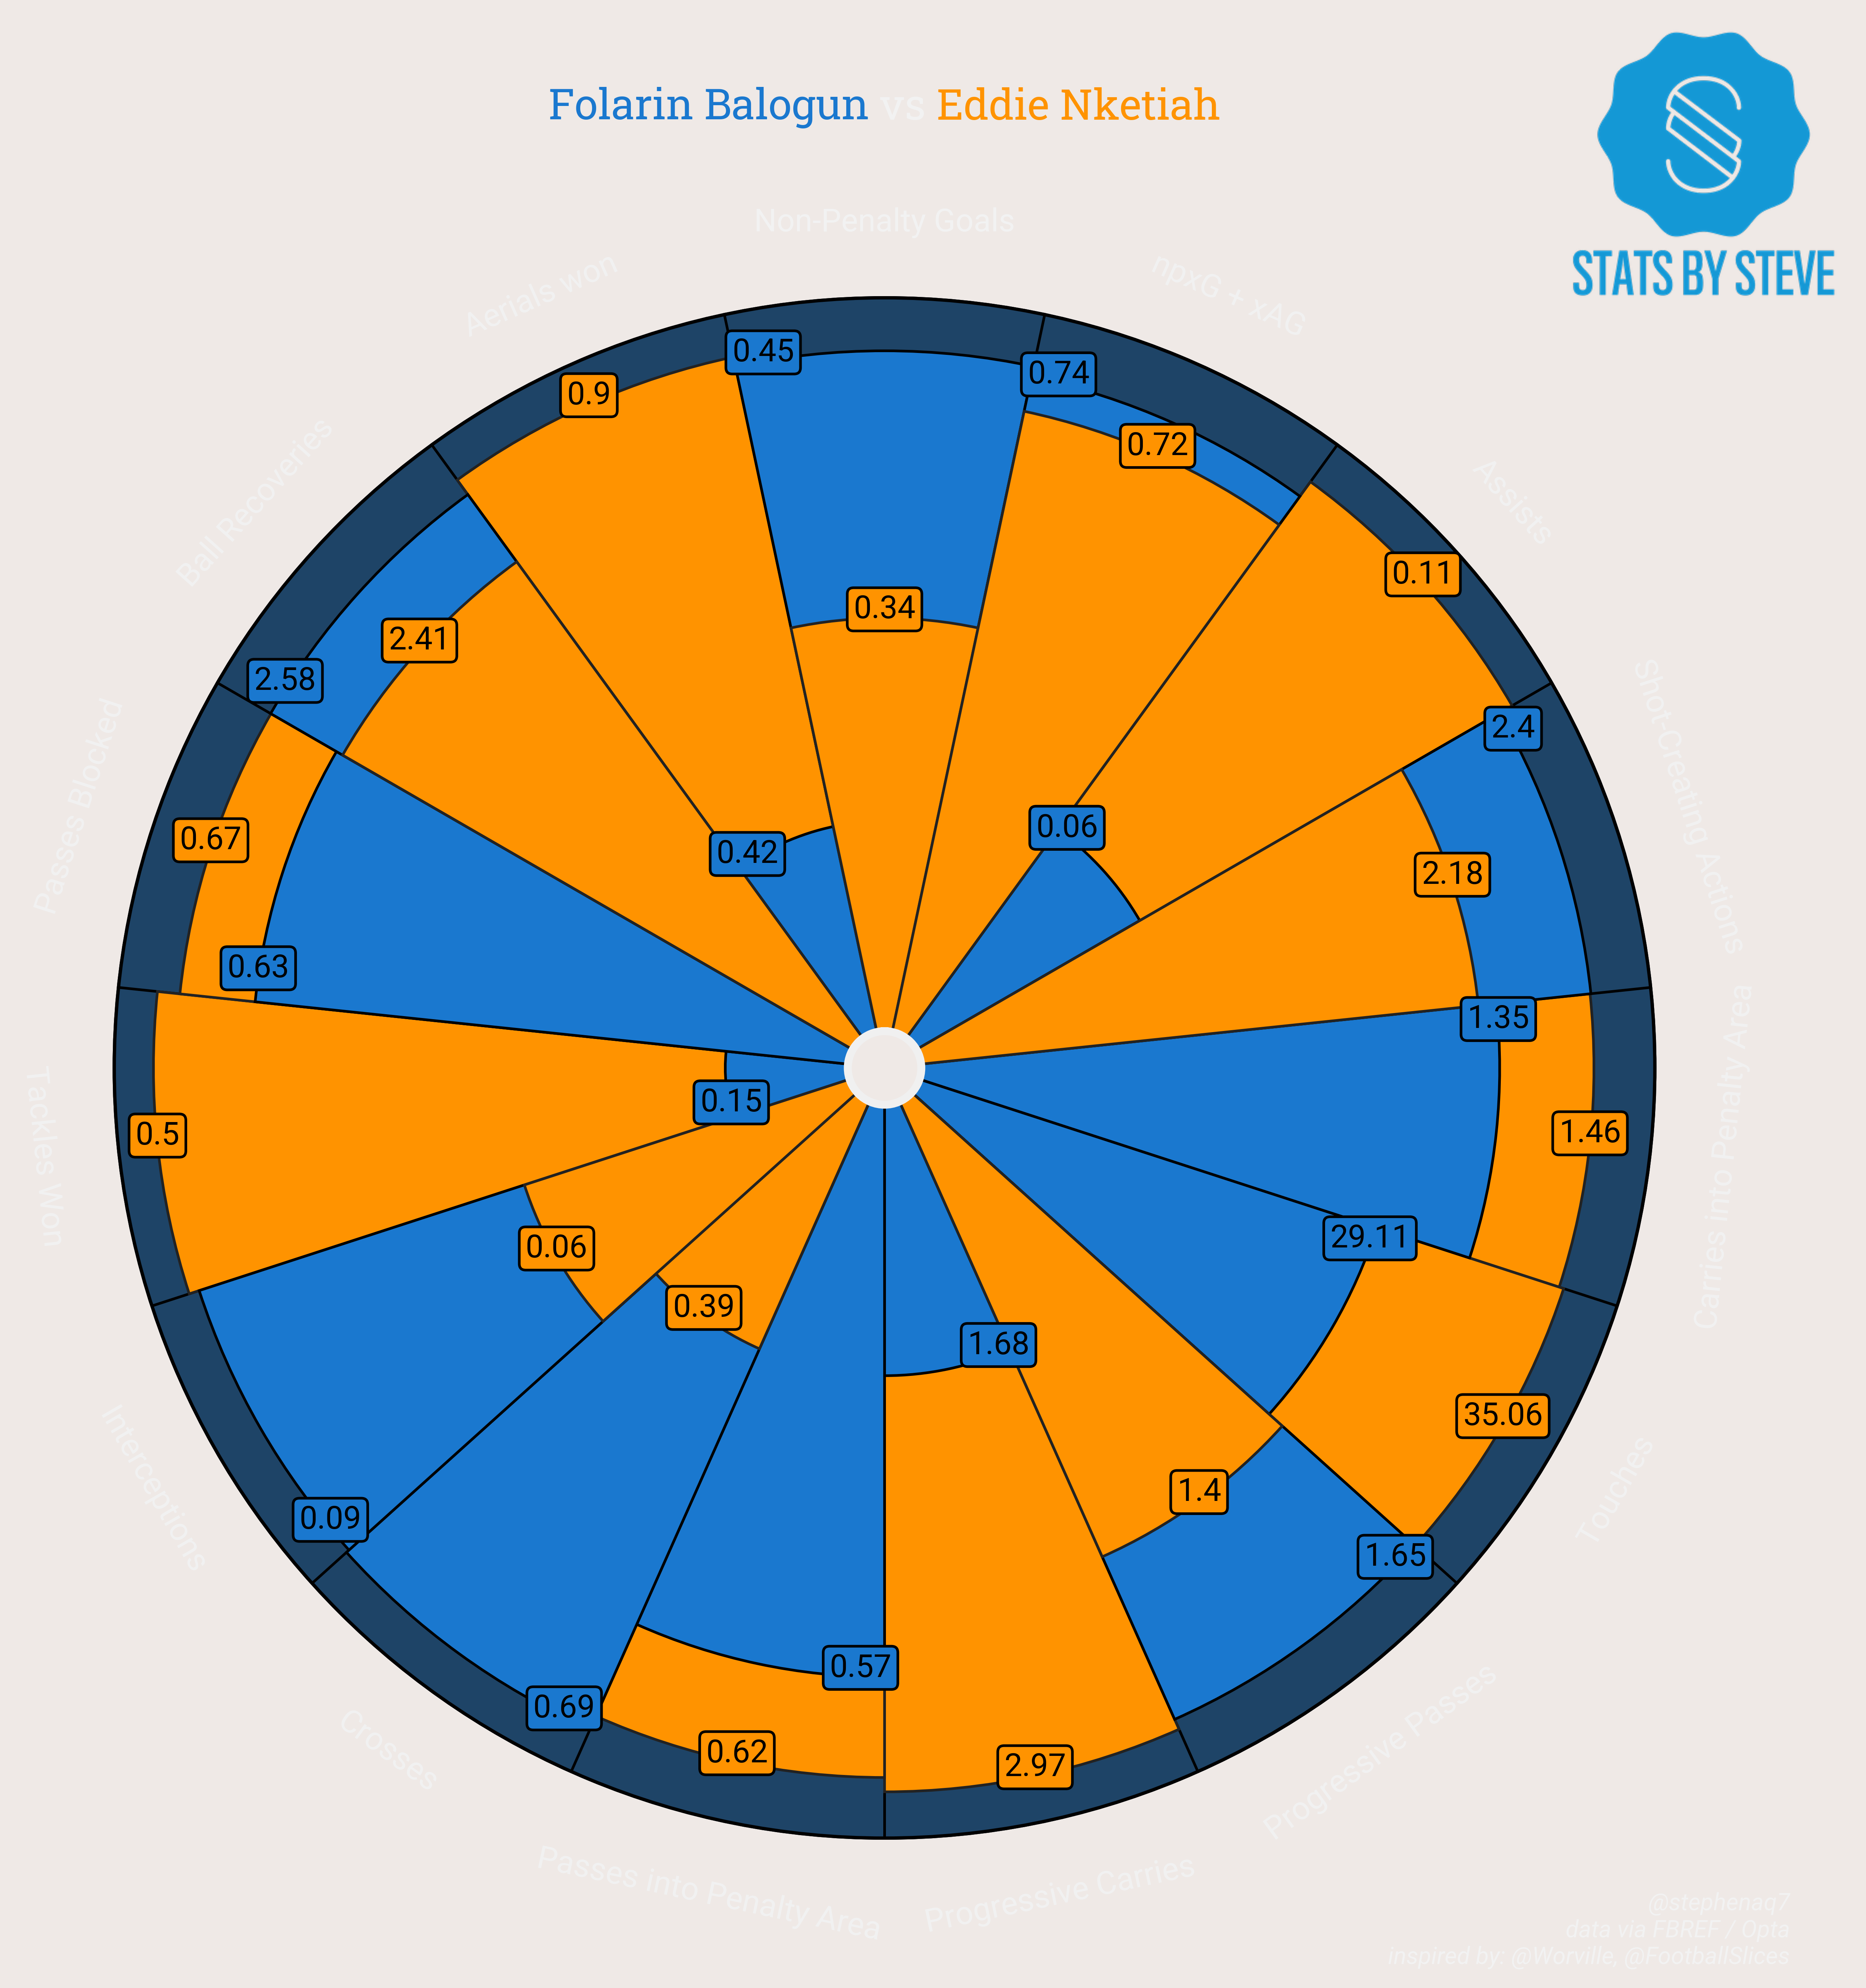 Folarin Balogun vs Eddie Nketiah
STATS BY STEVE
Non-Penalty Goals
npxG + xAG
Assists
Shot-Creating Actions
Carries into Penalty Area
Touches
Progressive Passes
Progressive Carries
Passes into Penalty Area
Crosses
Interceptions
Tackles Won
Passes Blocked
Ball Recoveries
Aerials won
0.45
0.34
0.74
0.72
0.11
0.06
2.4
2.18
1.35
1.46
29.11
35.06
1.65
1.4
1.68
2.97
0.57
0.62
0.69
0.39
0.09
0.06
0.15
0.5
0.63
0.67
2.58
2.41
0.9
0.42
@stephenaq7
data via FBREF / Opta
inspired by: @Worville, @FootballSlices